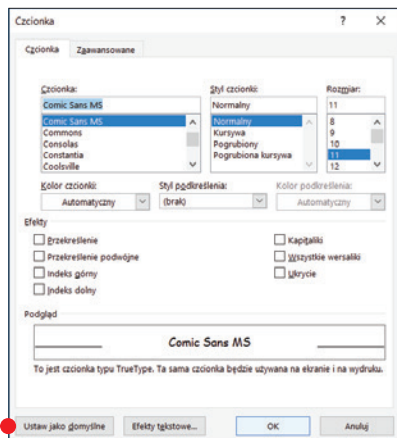 Czcionka ? ×
Czcionka Zaawansowane
Czcionka: Styl czcionki: Rozmiar:
Comic Sans MS Normalny 11
Comic Sans MS Normalny 8
Commons Kursywa 9
Consolas Pogrubiony 10
Constantia Pogrubiona kursywa 11
Coolsville 12
Kolor czcionki: Styl podkreślenia: Kolor podkreślenia:
Automatyczny (brak) Automatyczny
Efekty
Przekreślenie Kapitaliki
Przekreślenie podwójne Wszystkie wersaliki
Indeks górny Ukrycie
Indeks dolny
Podgląd
Comic Sans MS
To jest czcionka typu TrueType. Ta sama czcionka będzie używana na ekranie i na wydruku.
Ustaw jako domyślne Efekty tekstowe... OK Anuluj